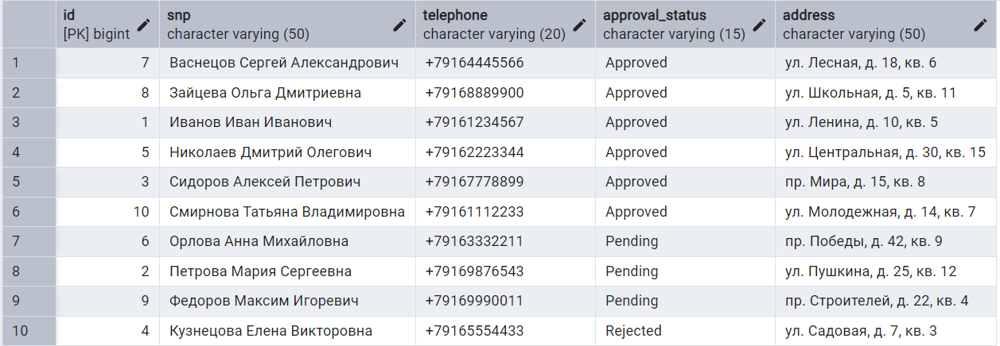 id snp telephone approval_status address
[PK] bigint character varying (50) character varying (20) character varying (15) character varying (50)
1 7 Васнецов Сергей Александрович +79164445566 Approved ул. Лесная, д. 18, кв. 6
2 8 Зайцева Ольга Дмитриевна +79168889900 Approved ул. Школьная, д. 5, кв. 11
3 1 Иванов Иван Иванович +79161234567 Approved ул. Ленина, д. 10, кв. 5
4 5 Николаев Дмитрий Олегович +79162223344 Approved ул. Центральная, д. 30, кв. 15
5 3 Сидоров Алексей Петрович +79167778899 Approved пр. Мира, д. 15, кв. 8
6 10 Смирнова Татьяна Владимировна +79161112233 Approved ул. Молодежная, д. 14, кв. 7
7 6 Орлова Анна Михайловна +79163332211 Pending пр. Победы, д. 42, кв. 9
8 2 Петрова Мария Сергеевна +79169876543 Pending ул. Пушкина, д. 25, кв. 12
9 9 Федоров Максим Игоревич +79169990011 Pending пр. Строителей, д. 22, кв. 4
10 4 Кузнецова Елена Викторовна +79165554433 Rejected ул. Садовая, д. 7, кв. 3